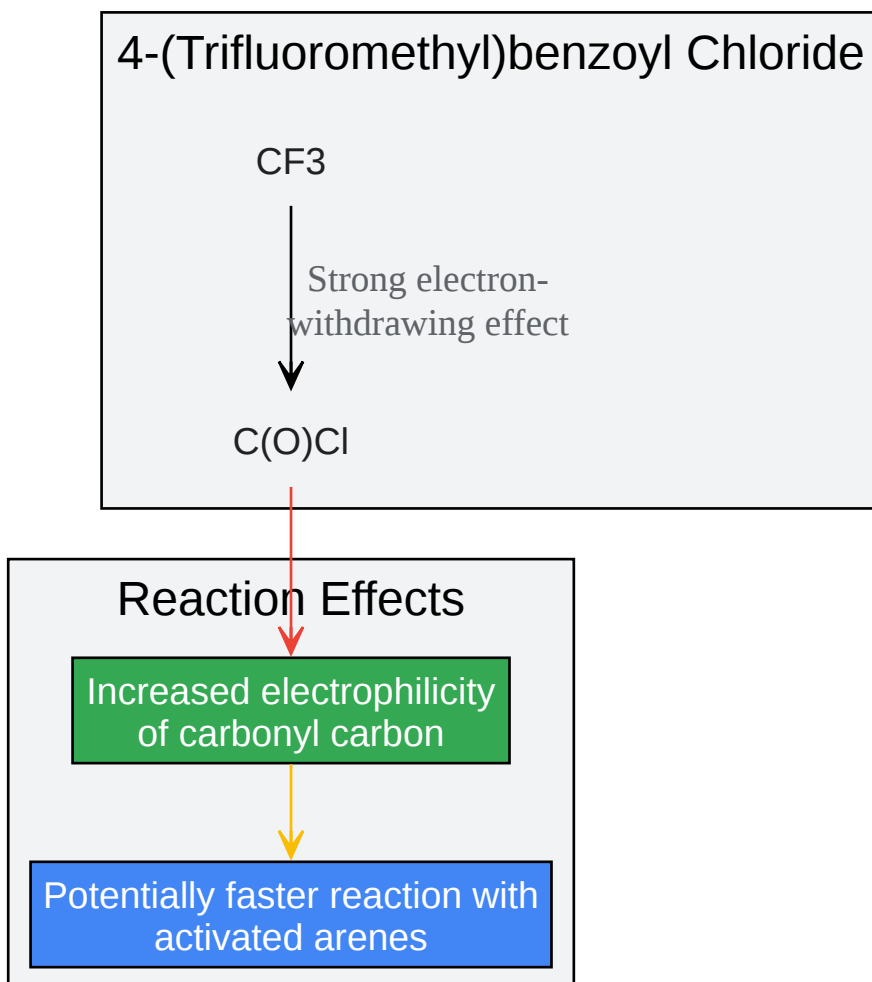 4-(Trifluoromethyl)benzoyl Chloride
CF3
Strong electron-
withdrawing effect
C(O)Cl
Reaction Effects
Increased electrophilicity
of carbonyl carbon
Potentially faster reaction with
activated arenes